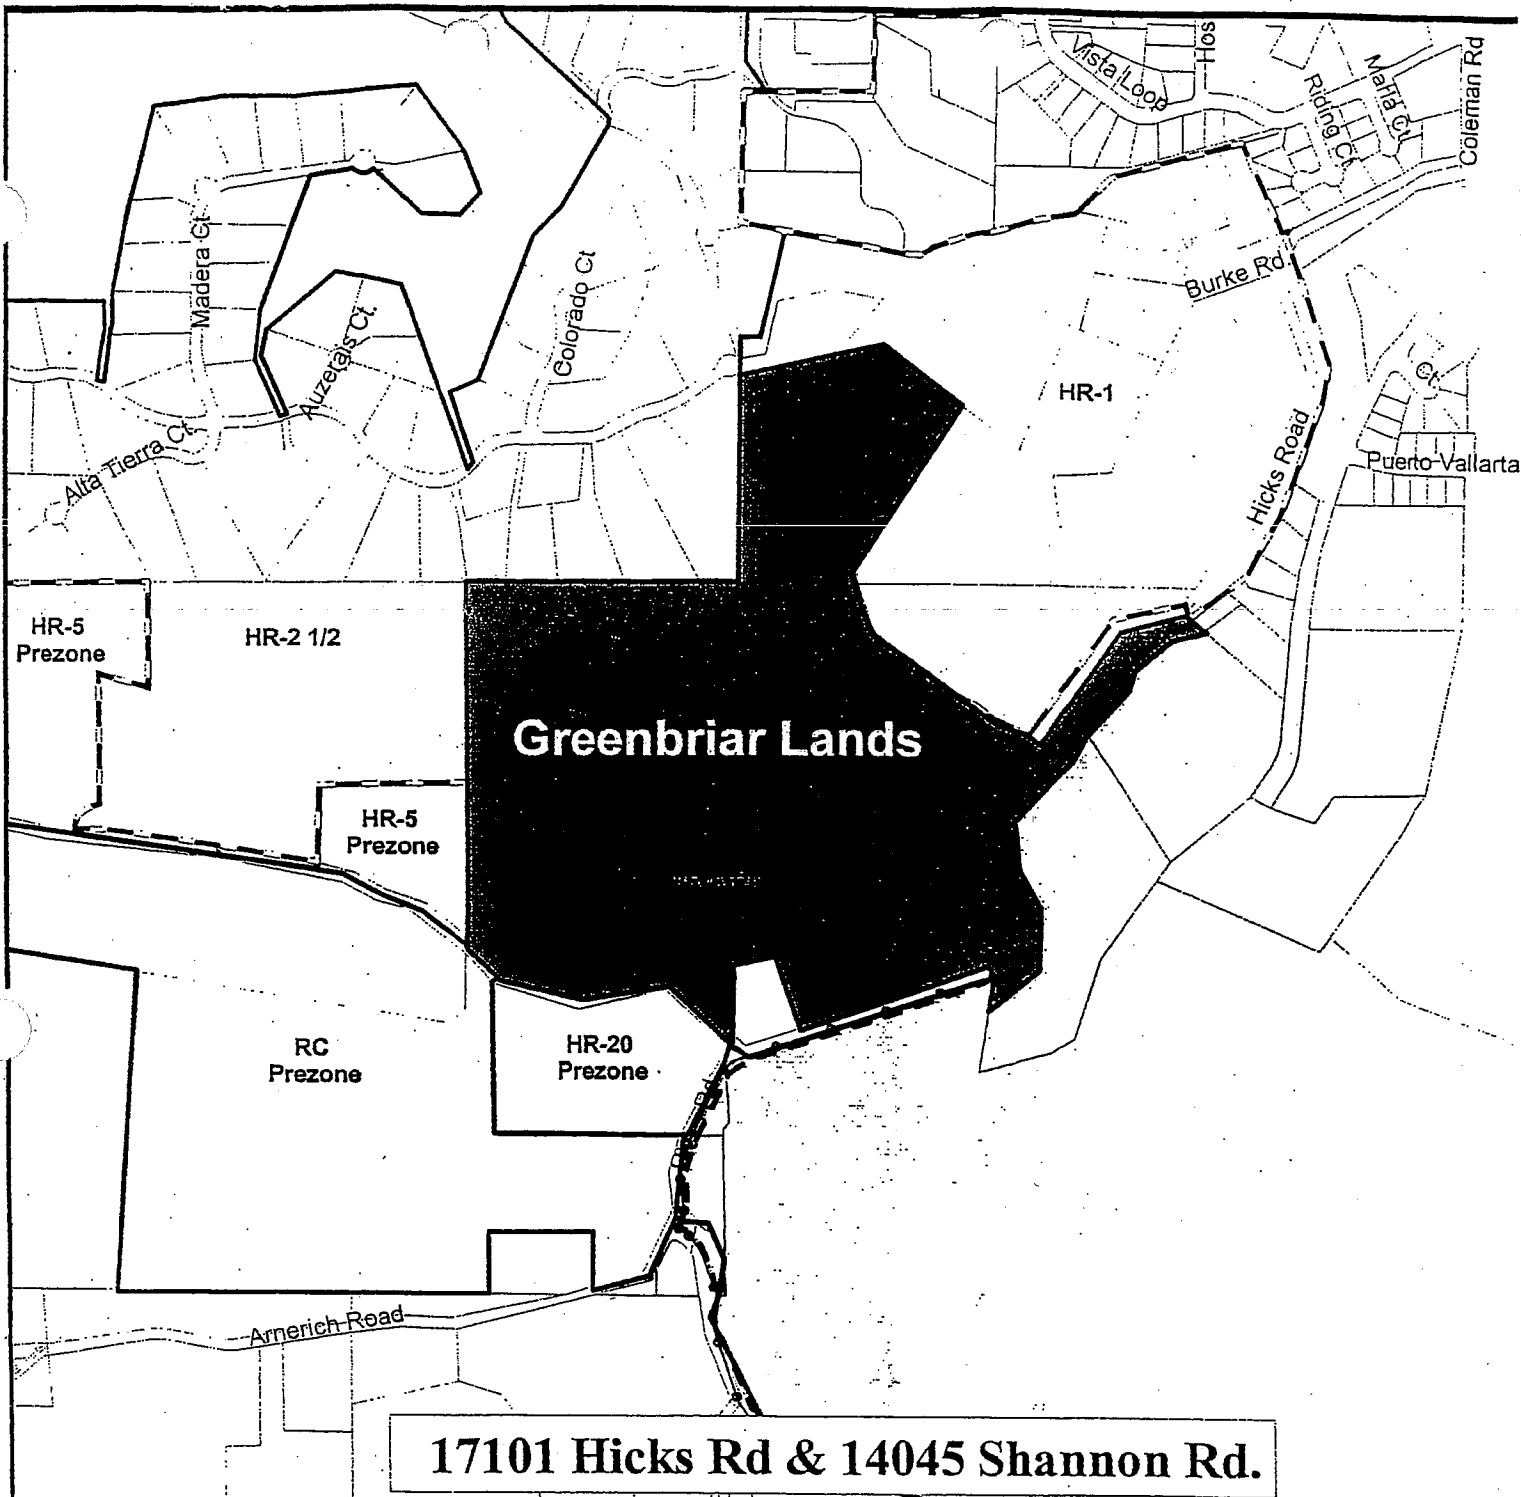 Hos
Vista Loop
Maria Ct.
Riding Ct.
Coleman Rd
Madera Ct
Colorado Ct
Burke Rd.
Auzerais Ct.
HR-1
Ct.
Hicks Road
Puerto Vallarta
Alta Tierra Ct.
HR-5
Prezone
HR-2 1/2
Greenbriar Lands
HR-5
Prezone
RC
Prezone
HR-20
Prezone
Arnerich Road
17101 Hicks Rd & 14045 Shannon Rd.